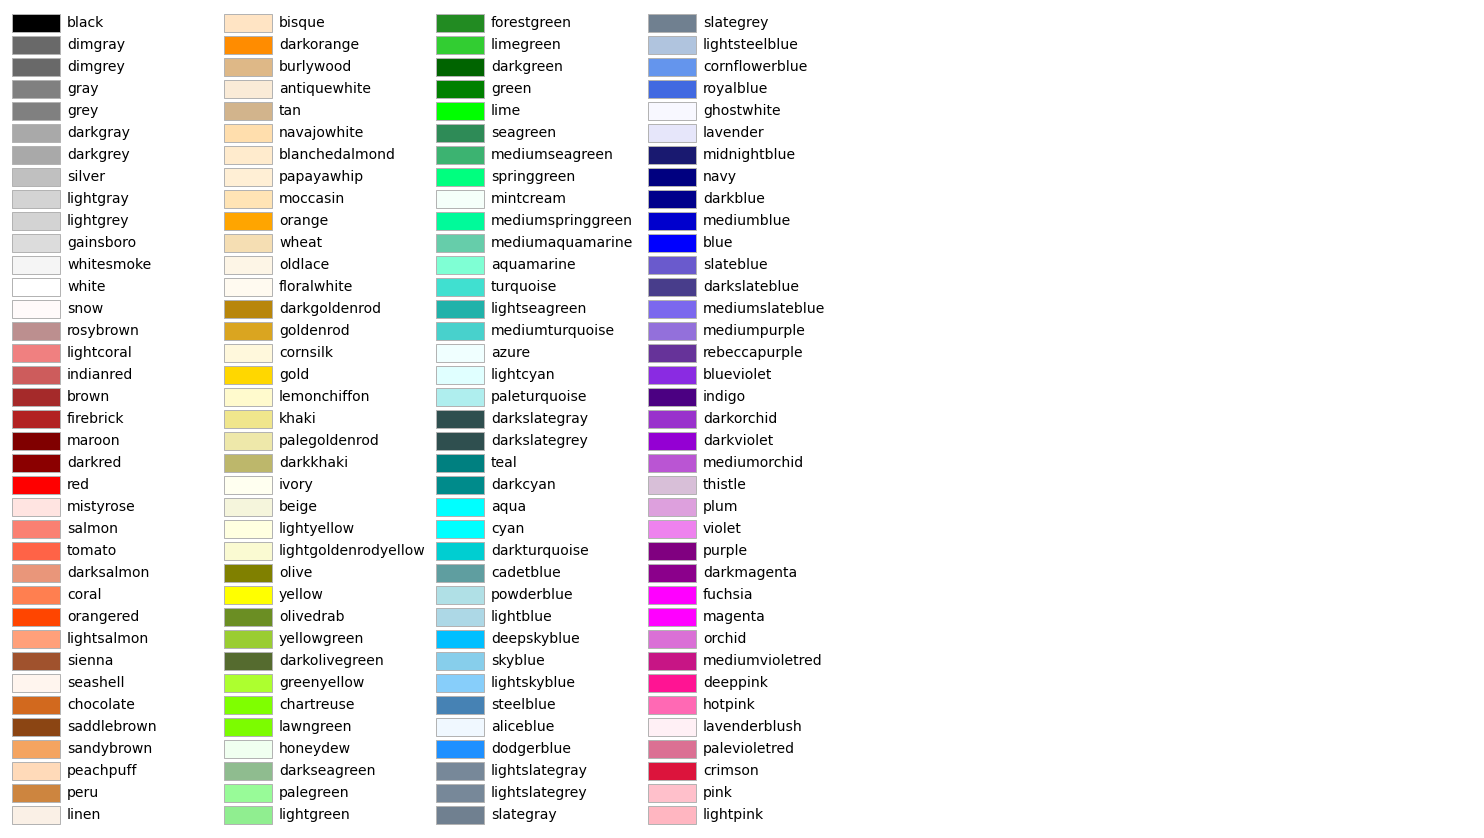 black
dimgray
dimgrey
gray
grey
darkgray
darkgrey
silver
lightgray
lightgrey
gainsboro
whitesmoke
white
snow
rosybrown
lightcoral
indianred
brown
firebrick
maroon
darkred
red
mistyrose
salmon
tomato
darksalmon
coral
orangered
lightsalmon
sienna
seashell
chocolate
saddlebrown
sandybrown
peachpuff
peru
linen
bisque
darkorange
burlywood
antiquewhite
tan
navajowhite
blanchedalmond
papayawhip
moccasin
orange
wheat
oldlace
floralwhite
darkgoldenrod
goldenrod
cornsilk
gold
lemonchiffon
khaki
palegoldenrod
darkkhaki
ivory
beige
lightyellow
lightgoldenrodyellow
olive
yellow
olivedrab
yellowgreen
darkolivegreen
greenyellow
chartreuse
lawngreen
honeydew
darkseagreen
palegreen
lightgreen
forestgreen
limegreen
darkgreen
green
lime
seagreen
mediumseagreen
springgreen
mintcream
mediumspringgreen
mediumaquamarine
aquamarine
turquoise
lightseagreen
mediumturquoise
azure
lightcyan
paleturquoise
darkslategray
darkslategrey
teal
darkcyan
aqua
cyan
darkturquoise
cadetblue
powderblue
lightblue
deepskyblue
skyblue
lightskyblue
steelblue
aliceblue
dodgerblue
lightslategray
lightslategrey
slategray
slategrey
lightsteelblue
cornflowerblue
royalblue
ghostwhite
lavender
midnightblue
navy
darkblue
mediumblue
blue
slateblue
darkslateblue
mediumslateblue
mediumpurple
rebeccapurple
blueviolet
indigo
darkorchid
darkviolet
mediumorchid
thistle
plum
violet
purple
darkmagenta
fuchsia
magenta
orchid
mediumvioletred
deeppink
hotpink
lavenderblush
palevioletred
crimson
pink
lightpink